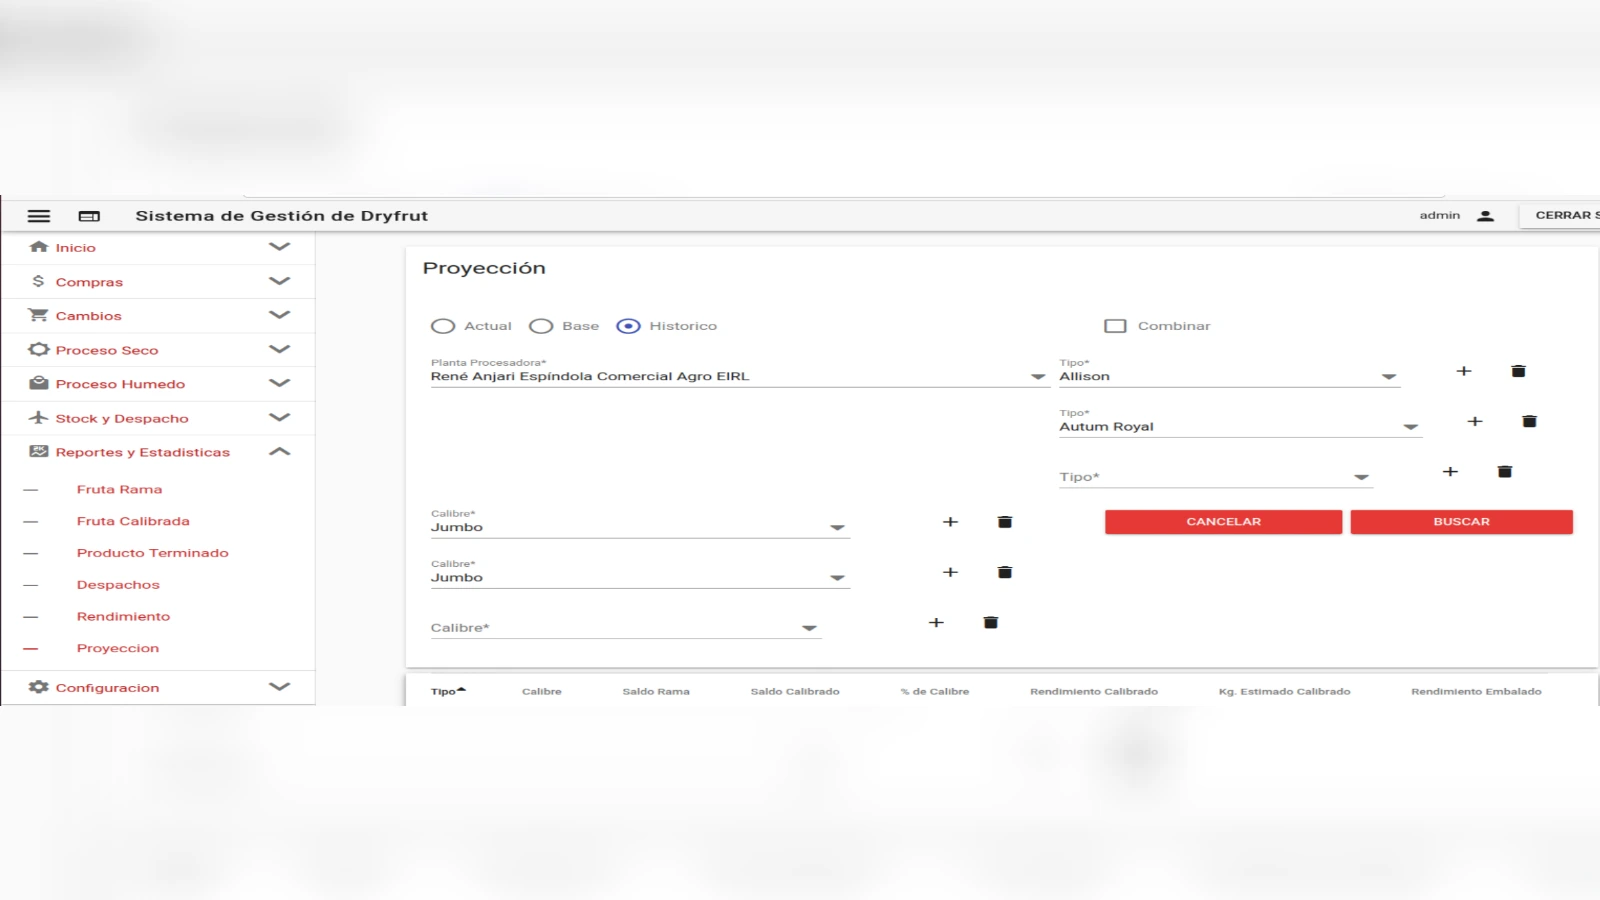 Sistema de Gestión de Dryfrut
admin
CERRAR S
Inicio
Compras
Cambios
Proceso Seco
Proceso Humedo
Stock y Despacho
Reportes y Estadisticas
Fruta Rama
Fruta Calibrada
Producto Terminado
Despachos
Rendimiento
Proyeccion
Configuracion
Proyección
Actual Base Historico
Combinar
Planta Procesadora*
René Anjari Espíndola Comercial Agro EIRL
Tipo*
Allison
Tipo*
Autum Royal
Tipo*
Calibre*
Jumbo
CANCELAR BUSCAR
Calibre*
Jumbo
Calibre*
Tipo Calibre Saldo Rama Saldo Calibrado % de Calibre Rendimiento Calibrado Kg. Estimado Calibrado Rendimiento Embalado